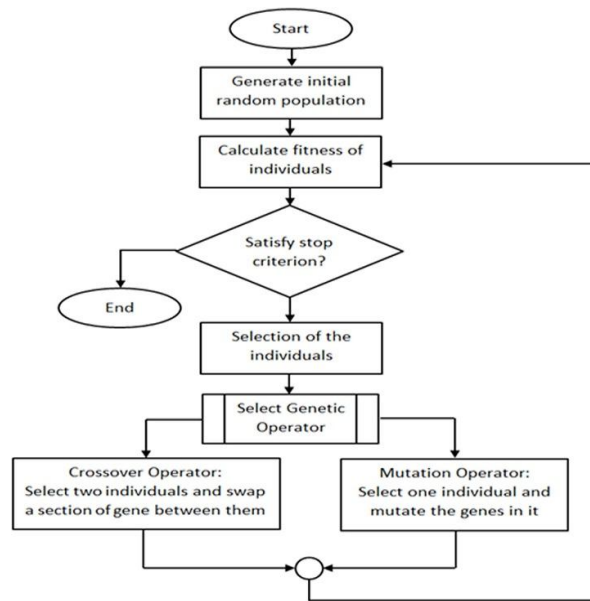 Start
Generate initial
random population
Calculate fitness of
individuals
Satisfy stop
criterion?
End
Selection of the
individuals
Select Genetic
Operator
Crossover Operator:
Select two individuals and swap
a section of gene between them
Mutation Operator:
Select one individual and
mutate the genes in it